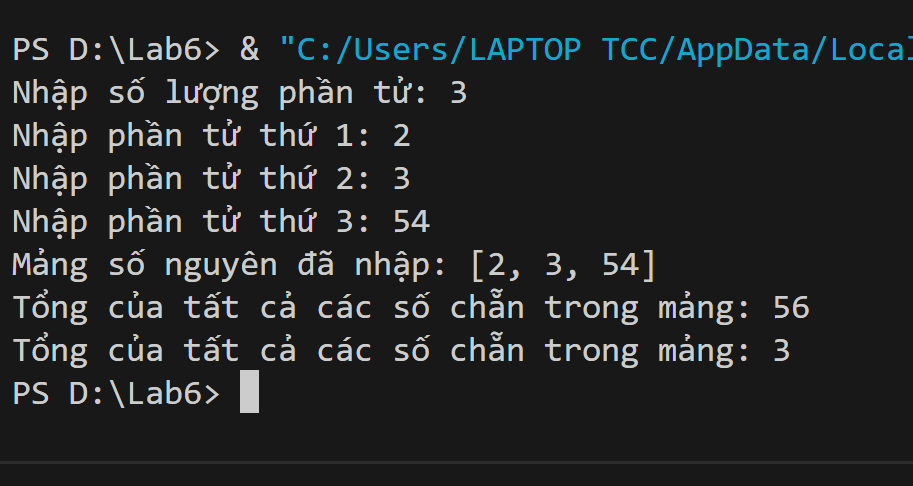 PS D:\Lab6> & "C:/Users/LAPTOP TCC/AppData/Local
Nhập số lượng phần tử: 3
Nhập phần tử thứ 1: 2
Nhập phần tử thứ 2: 3
Nhập phần tử thứ 3: 54
Mảng số nguyên đã nhập: [2, 3, 54]
Tổng của tất cả các số chẵn trong mảng: 56
Tổng của tất cả các số chẵn trong mảng: 3
PS D:\Lab6>